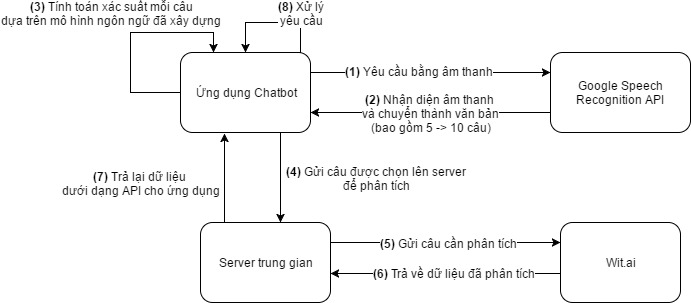 (3) Tính toán xác suất mỗi câu
dựa trên mô hình ngôn ngữ đã xây dựng
(8) Xử lý
yêu cầu
Ứng dụng Chatbot
(1) Yêu cầu bằng âm thanh
Google Speech
Recognition API
(2) Nhận diện âm thanh
và chuyển thành văn bản
(bao gồm 5 -> 10 câu)
(7) Trả lại dữ liệu
dưới dạng API cho ứng dụng
(4) Gửi câu được chọn lên server
để phân tích
Server trung gian
(5) Gửi câu cần phân tích
(6) Trả về dữ liệu đã phân tích
Wit.ai